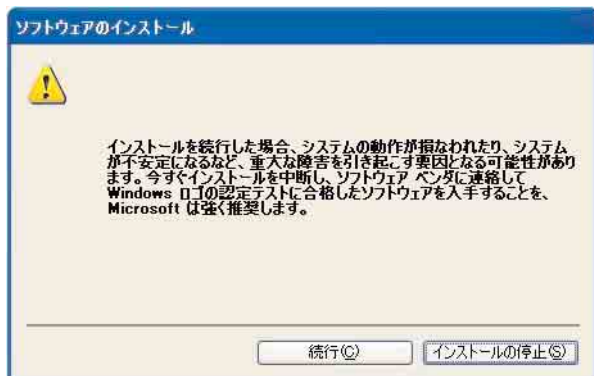 ソフトウェアのインストール
インストールを続行した場合、システムの動作が損なわれたり、システム
が不安定になるなど、重大な障害を引き起こす要因となる可能性があり
ます。今すぐインストールを中断し、ソフトウェア ベンダに連絡して
Windows ロゴの認定テストに合格したソフトウェアを入手することを、
Microsoft は強く推奨します。
続行(C)
インストールの停止(S)